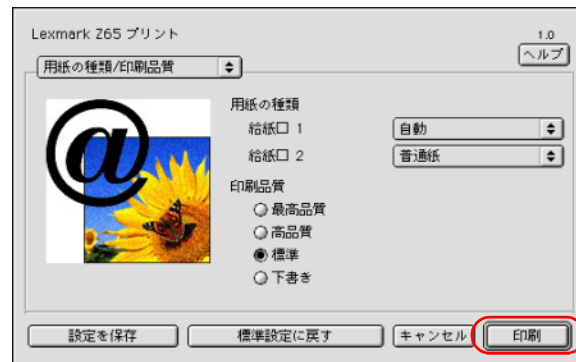 Lexmark Z65 プリント
1.0
ヘルプ
用紙の種類/印刷品質
用紙の種類
給紙口 1
自動
給紙口 2
普通紙
印刷品質
最高品質
高品質
標準
下書き
設定を保存
標準設定に戻す
キャンセル
印刷
@